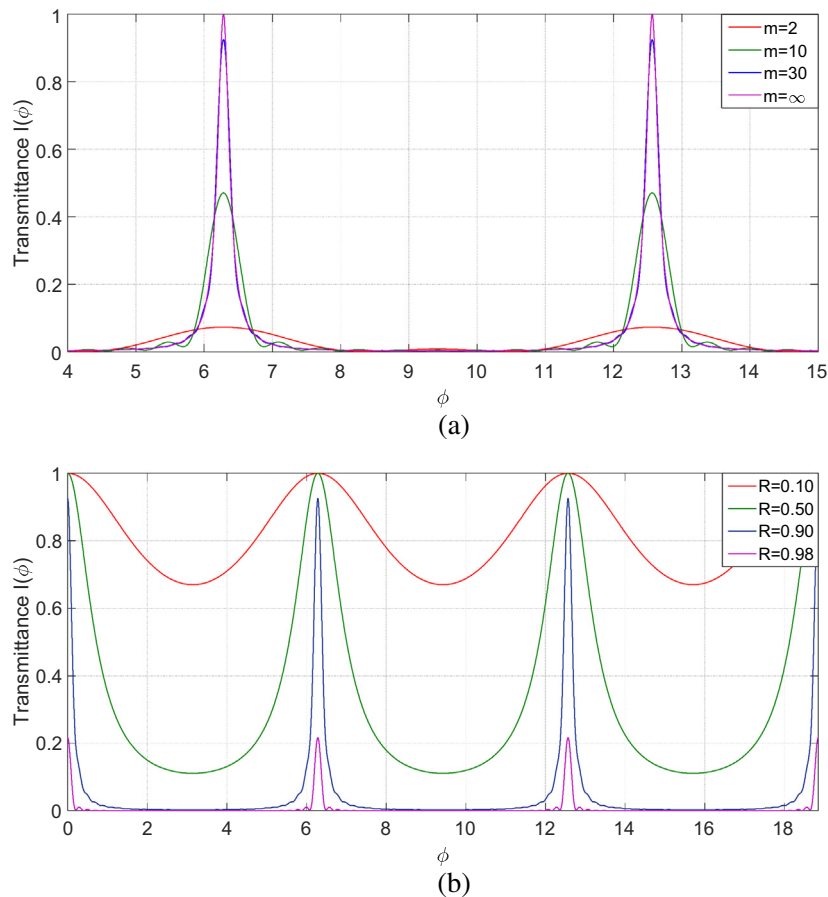 1
0.8
0.6
0.4
0.2
0
Transmittance I(ϕ)
m=2
m=10
m=30
m=∞
4 5 6 7 8 9 10 11 12 13 14 15
ϕ
(a)
1
0.8
0.6
0.4
0.2
0
Transmittance I(ϕ)
R=0.10
R=0.50
R=0.90
R=0.98
0 2 4 6 8 10 12 14 16 18
ϕ
(b)